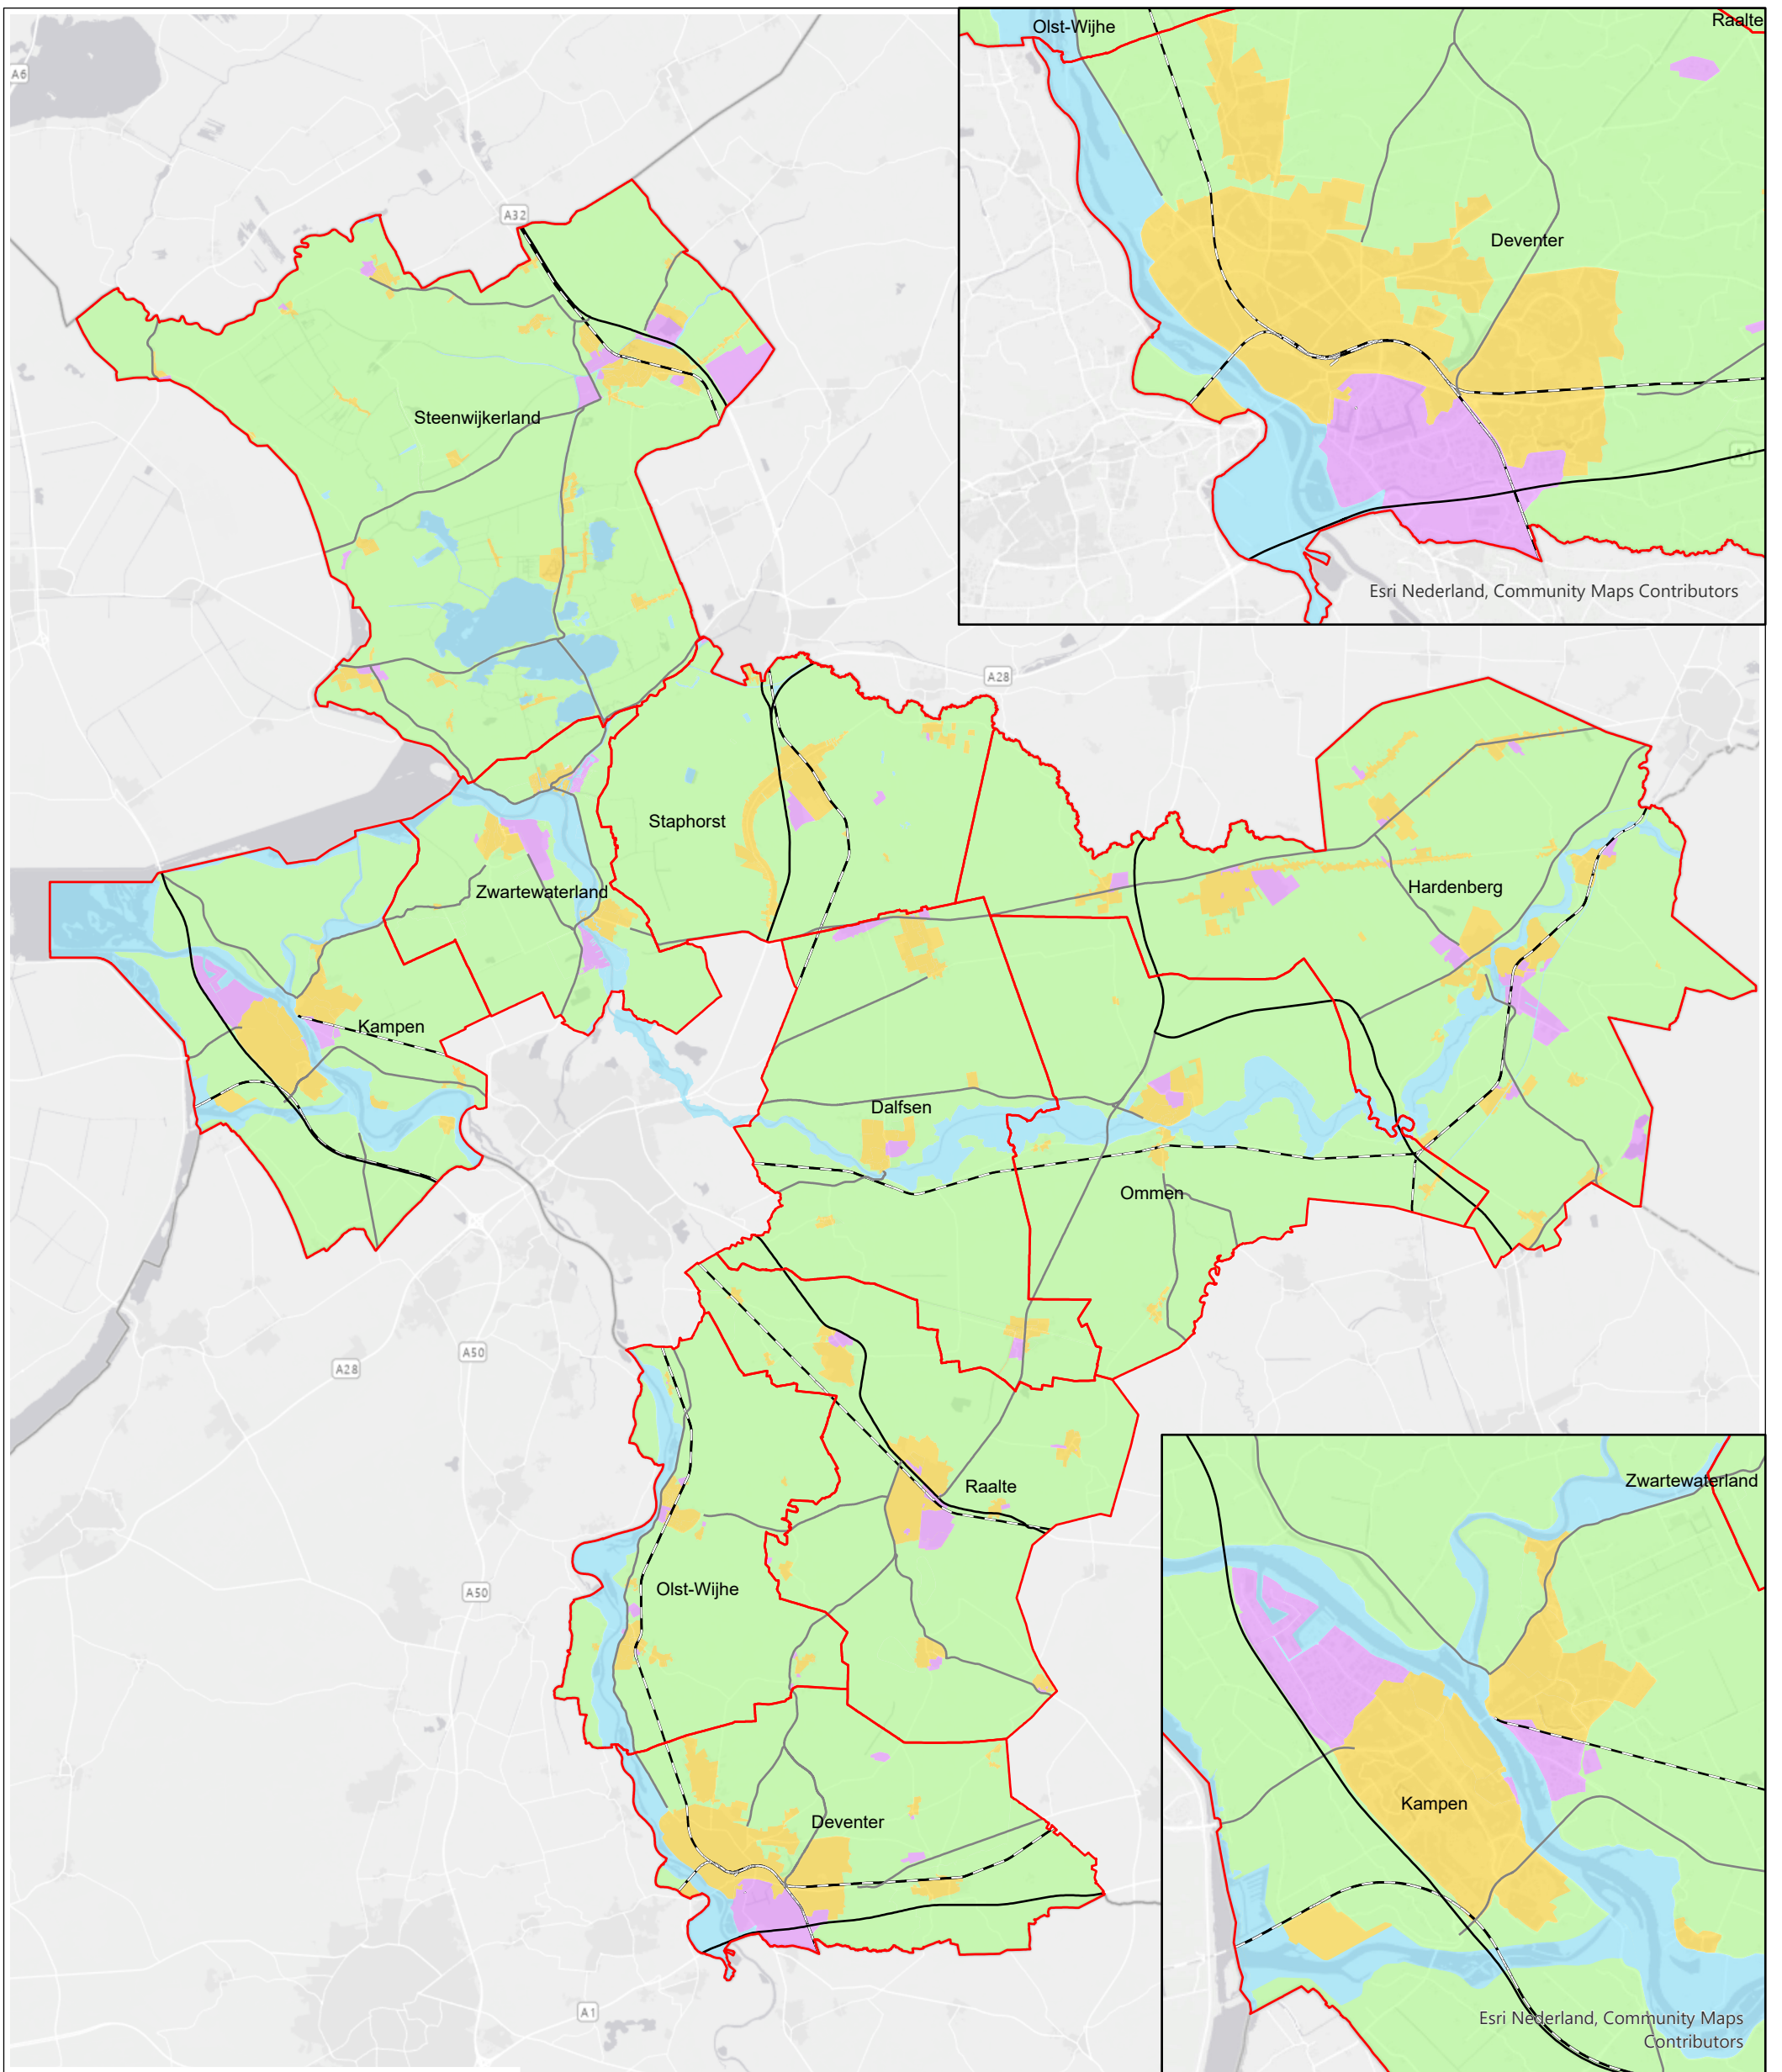 A6
Olst-Wijhe
Raalte
A32
Deventer
Steenwijkerland
A1
Esri Nederland, Community Maps Contributors
A28
Staphorst
Hardenberg
Zwartewaterland
Kampen
Dalfsen
Ommen
A50
A28
Raalte
Zwartewaterland
Olst-Wijhe
A50
Kampen
Deventer
A1
Esri Nederland, Community Maps
Contributors